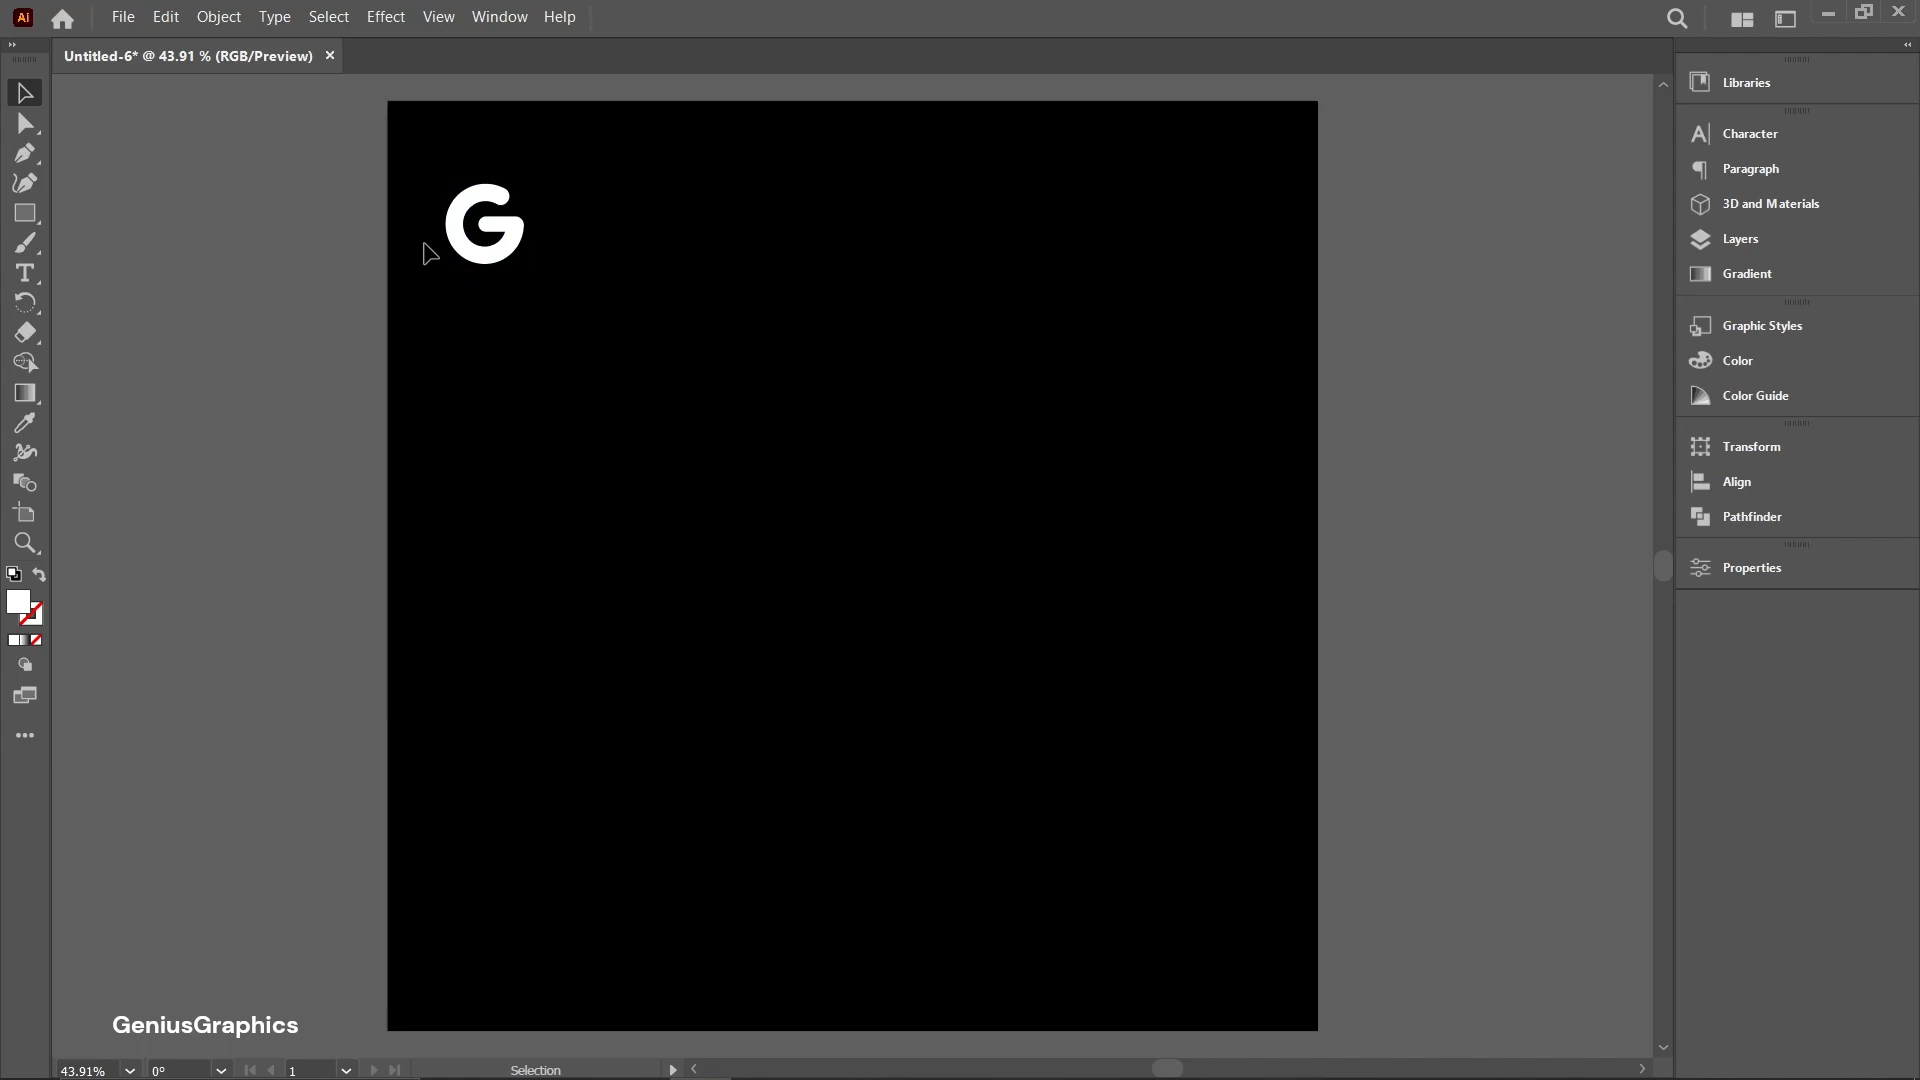 Ai File Edit Object Type Select Effect View Window Help
Untitled-6* @ 43.91 % (RGB/Preview) ×
Libraries
Character
Paragraph
3D and Materials
Layers
Gradient
Graphic Styles
Color
Color Guide
Transform
Align
Pathfinder
Properties
G
GeniusGraphics
43.91% 0° 1 Selection